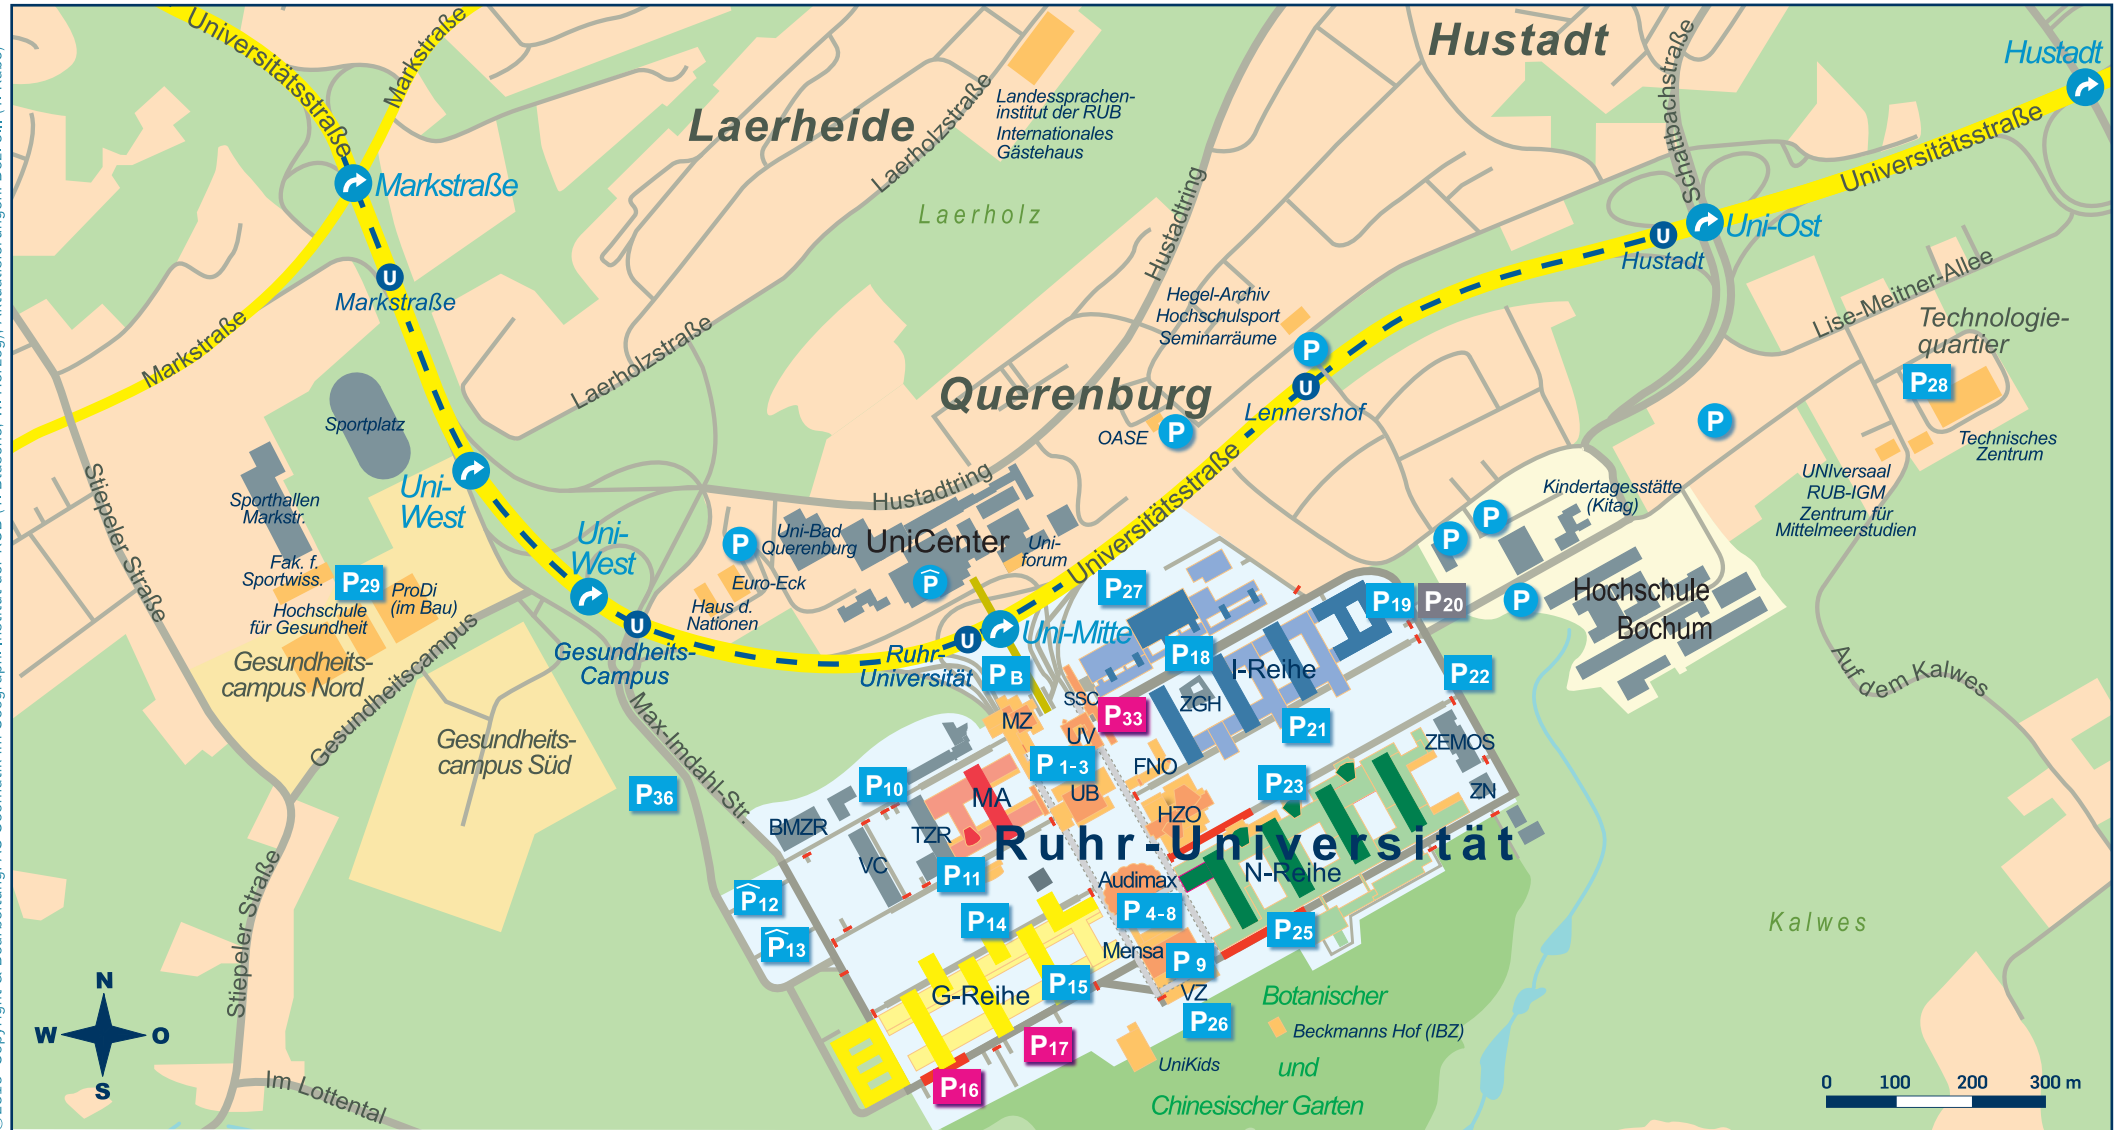 Universitätsstraße
Markstraße
Hustadt
Schattbachstraße
Hustadt
Landessprachen-
institut der RUB
Internationales
Gästehaus
Laerheide
Laerholzstraße
Universitätsstraße
Markstraße
Laerholz
Hustadtring
Uni-Ost
Hustadt
Markstraße
U
U
Lise-Meitner-Allee
Hegel-Archiv
Hochschulsport
Seminarräume
P
Technologie-
quartier
Markstraße
Laerholzstraße
P28
Querenburg
U
Lennershof
Sportplatz
OASE
P
P
Technisches
Zentrum
Stiepeler Straße
Uni-
West
Sporthallen
Markstr.
Hustadtring
Universitätsstraße
UNIversaal
RUB-IGM
Zentrum für
Mittelmeerstudien
Kindertagesstätte
(Kitag)
P
P
Uni-
West
P
Uni-Bad
Querenburg
UniCenter
Uni-
forum
P
Euro-Eck
Haus d.
Nationen
Fak. f.
Sportwiss.
P29
ProDi
(im Bau)
Hochschule
für Gesundheit
P27
P19
P20
P
Hochschule
Bochum
U
Gesundheits-
Campus
Ruhr-
Universität
U
Uni-Mitte
Gesundheits-
campus Nord
Gesundheitscampus
PB
P18
I-Reihe
P22
Auf dem Kalwes
Max-Imdahl-Str.
SSC
P33
ZGH
MZ
UV
P21
Gesundheits-
campus Süd
ZEMOS
P 1-3
FNO
P36
P10
MA
UB
P23
ZN
BMZR
TZR
HZO
Ruhr-Universität
VC
P11
Audimax
N-Reihe
P12
P 4-8
P14
P25
Kalwes
P13
Mensa
P 9
Stiepeler Straße
G-Reihe
P15
VZ
Botanischer
P26
Beckmanns Hof (IBZ)
P17
UniKids
und
P16
Chinesischer Garten
Im Lottental
N
W
O
S
0
100
200
300 m